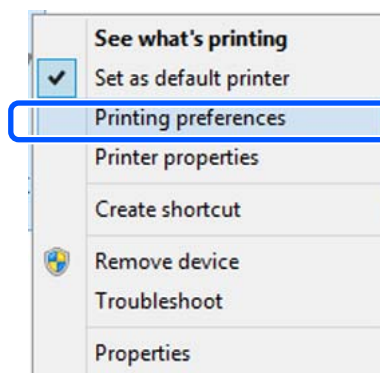 See what's printing
Set as default printer
Printing preferences
Printer properties
Create shortcut
Remove device
Troubleshoot
Properties